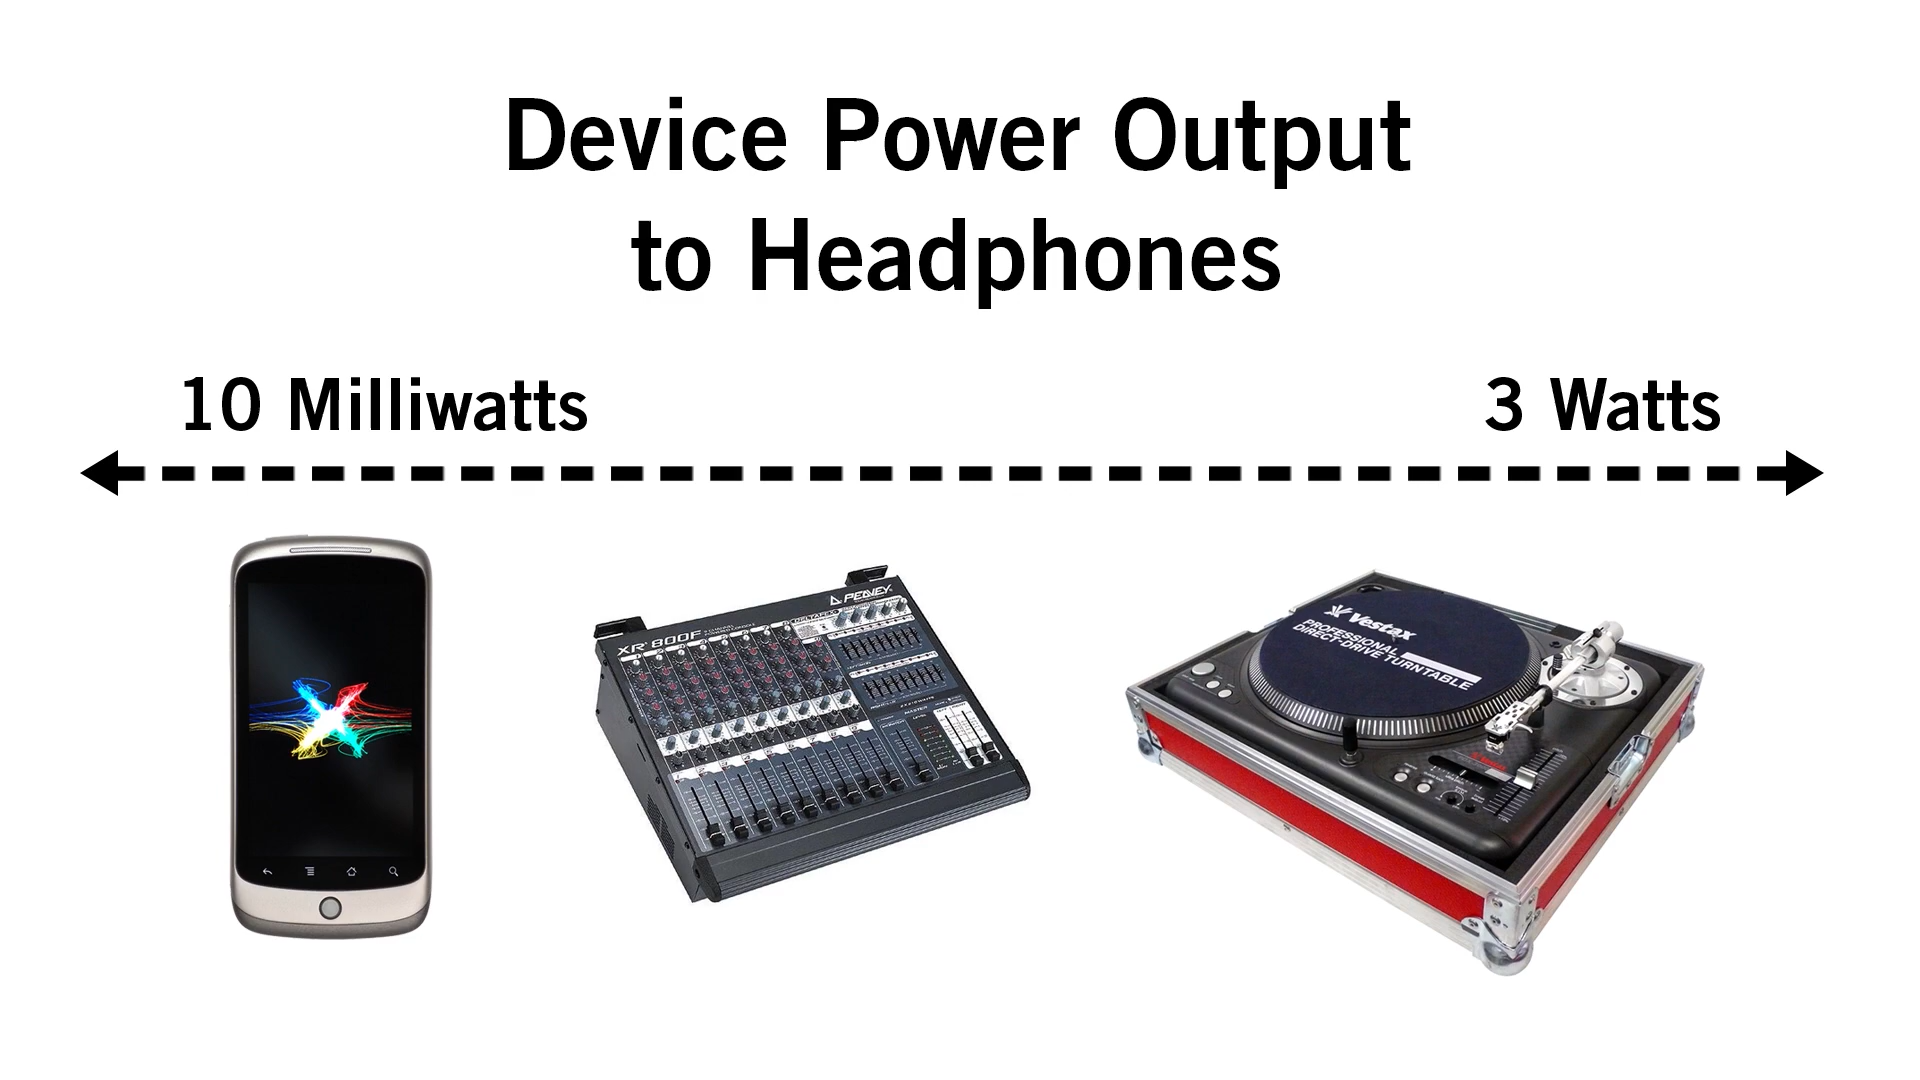 Device Power Output
to Headphones
10 Milliwatts
3 Watts
PEAVEY
XR 800F
Vestax
PROFESSIONAL
DIRECT-DRIVE TURNTABLE